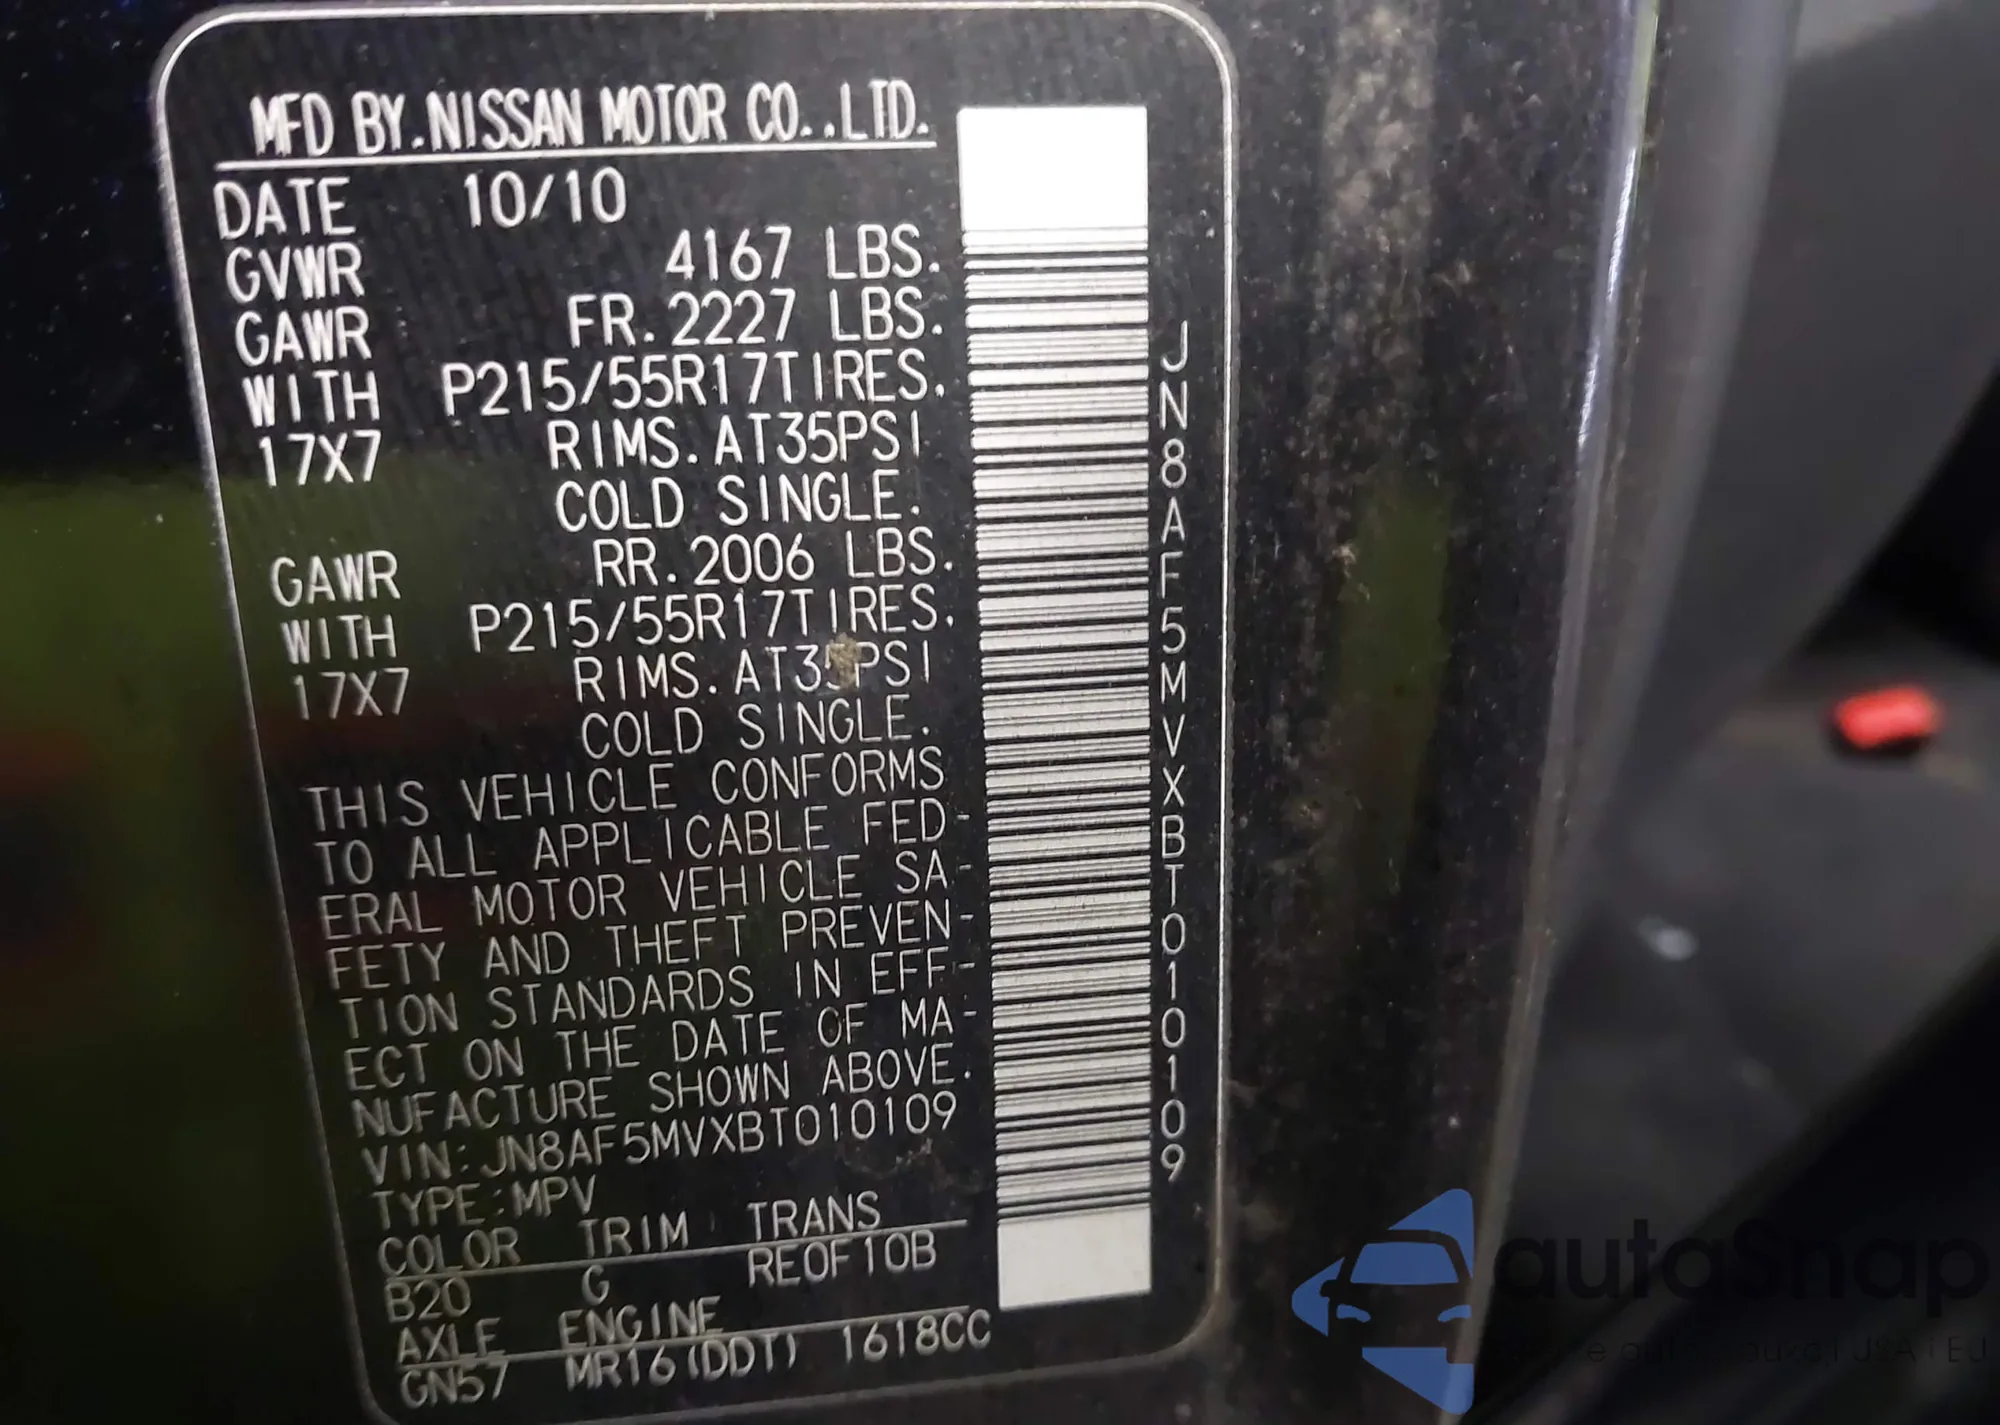 MFD BY.NISSAN MOTOR CO.,LTD.
DATE 10/10
GVWR 4167 LBS.
GAWR FR. 2227 LBS.
WITH P215/55R17TIRES.
17X7 RIMS. AT35PSI
COLD SINGLE.
GAWR RR. 2006 LBS.
WITH P215/55R17TIRES.
17X7 RIMS. AT35PSI
COLD SINGLE.
THIS VEHICLE CONFORMS
TO ALL APPLICABLE FED-
ERAL MOTOR VEHICLE SA-
FETY AND THEFT PREVEN-
TION STANDARDS IN EFF-
ECT ON THE DATE OF MA-
NUFACTURE SHOWN ABOVE.
VIN:JN8AF5MVXBT010109
TYPE:MPV
COLOR TRIM TRANS
B20 G RE0F10B
AXLE ENGINE
GN57 MR16(DDT) 1618CC
JN8AF5MVXBT010109
autoSnap
USA EU